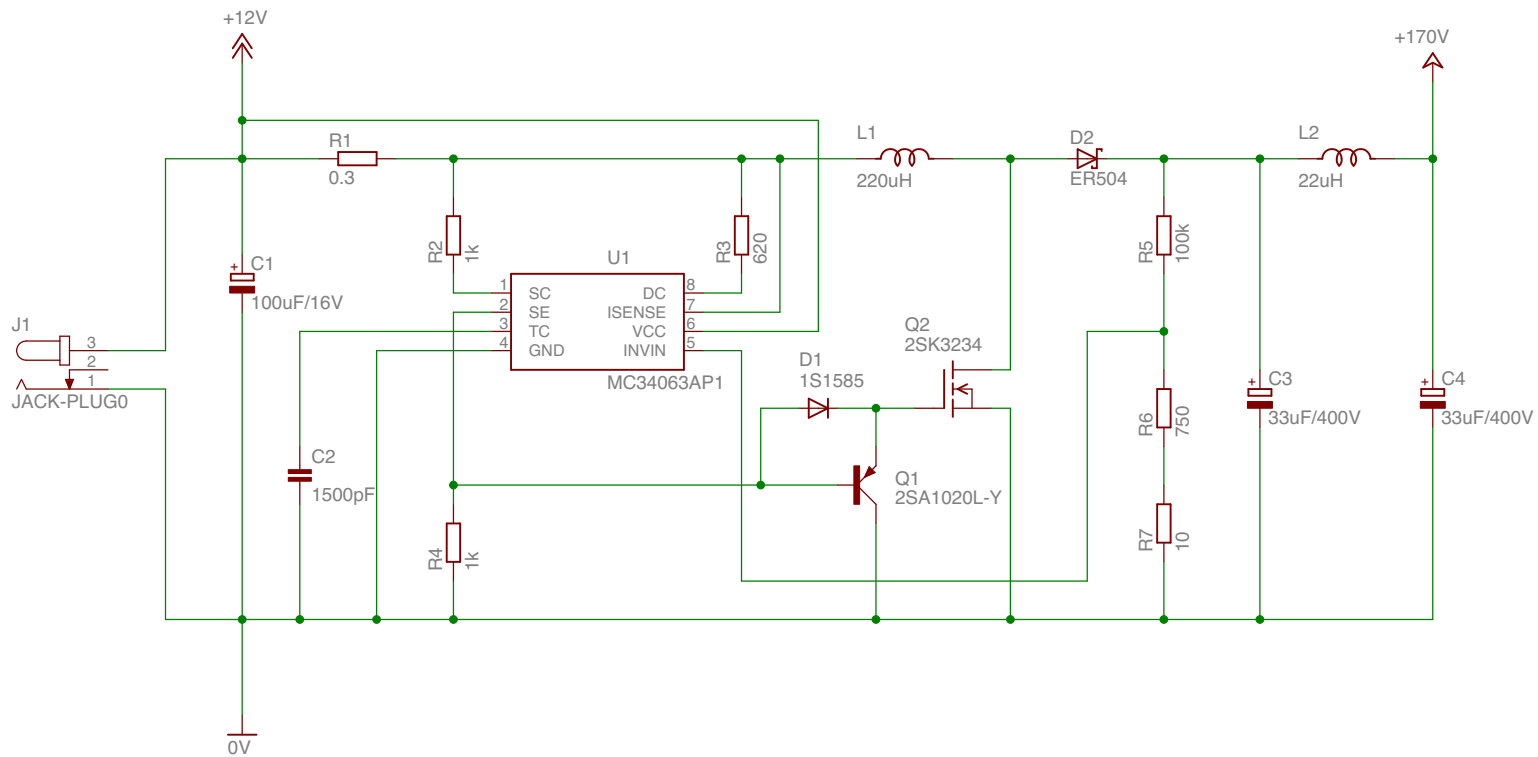 +12V
+170V
R1
0.3
L1
220uH
D2
ER504
L2
22uH
R2
1k
R3
620
R5
100k
U1
C1
100uF/16V
1 SC DC 8
2 SE ISENSE 7
3 TC VCC 6
4 GND INVIN 5
MC34063AP1
J1
3
2
1
JACK-PLUG0
Q2
2SK3234
D1
1S1585
R6
750
C3
33uF/400V
C4
33uF/400V
C2
1500pF
Q1
2SA1020L-Y
R4
1k
R7
10
0V